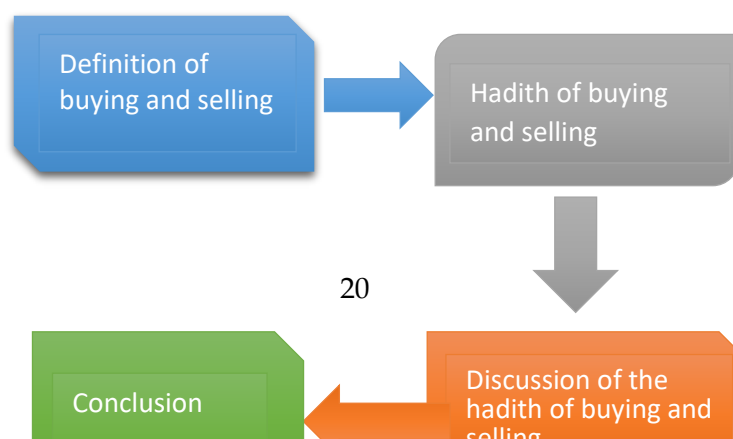 Definition of
buying and selling
Hadith of buying
and selling
20
Discussion of the
hadith of buying and
selling
Conclusion